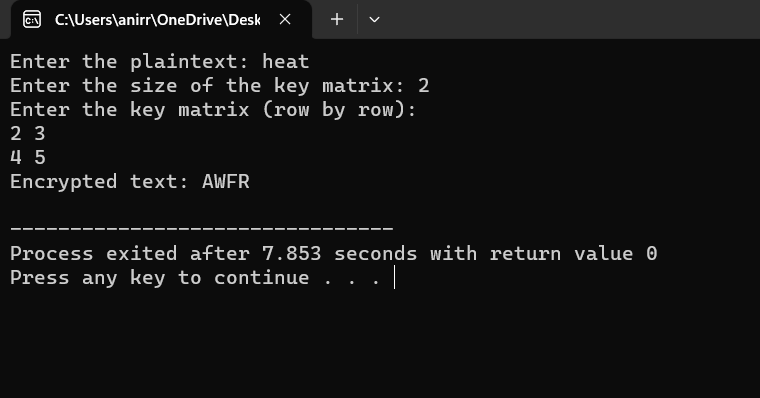 C:\Users\anirr\OneDrive\Desk
Enter the plaintext: heat
Enter the size of the key matrix: 2
Enter the key matrix (row by row):
2 3
4 5
Encrypted text: AWFR
--------------------------------
Process exited after 7.853 seconds with return value 0
Press any key to continue . . .